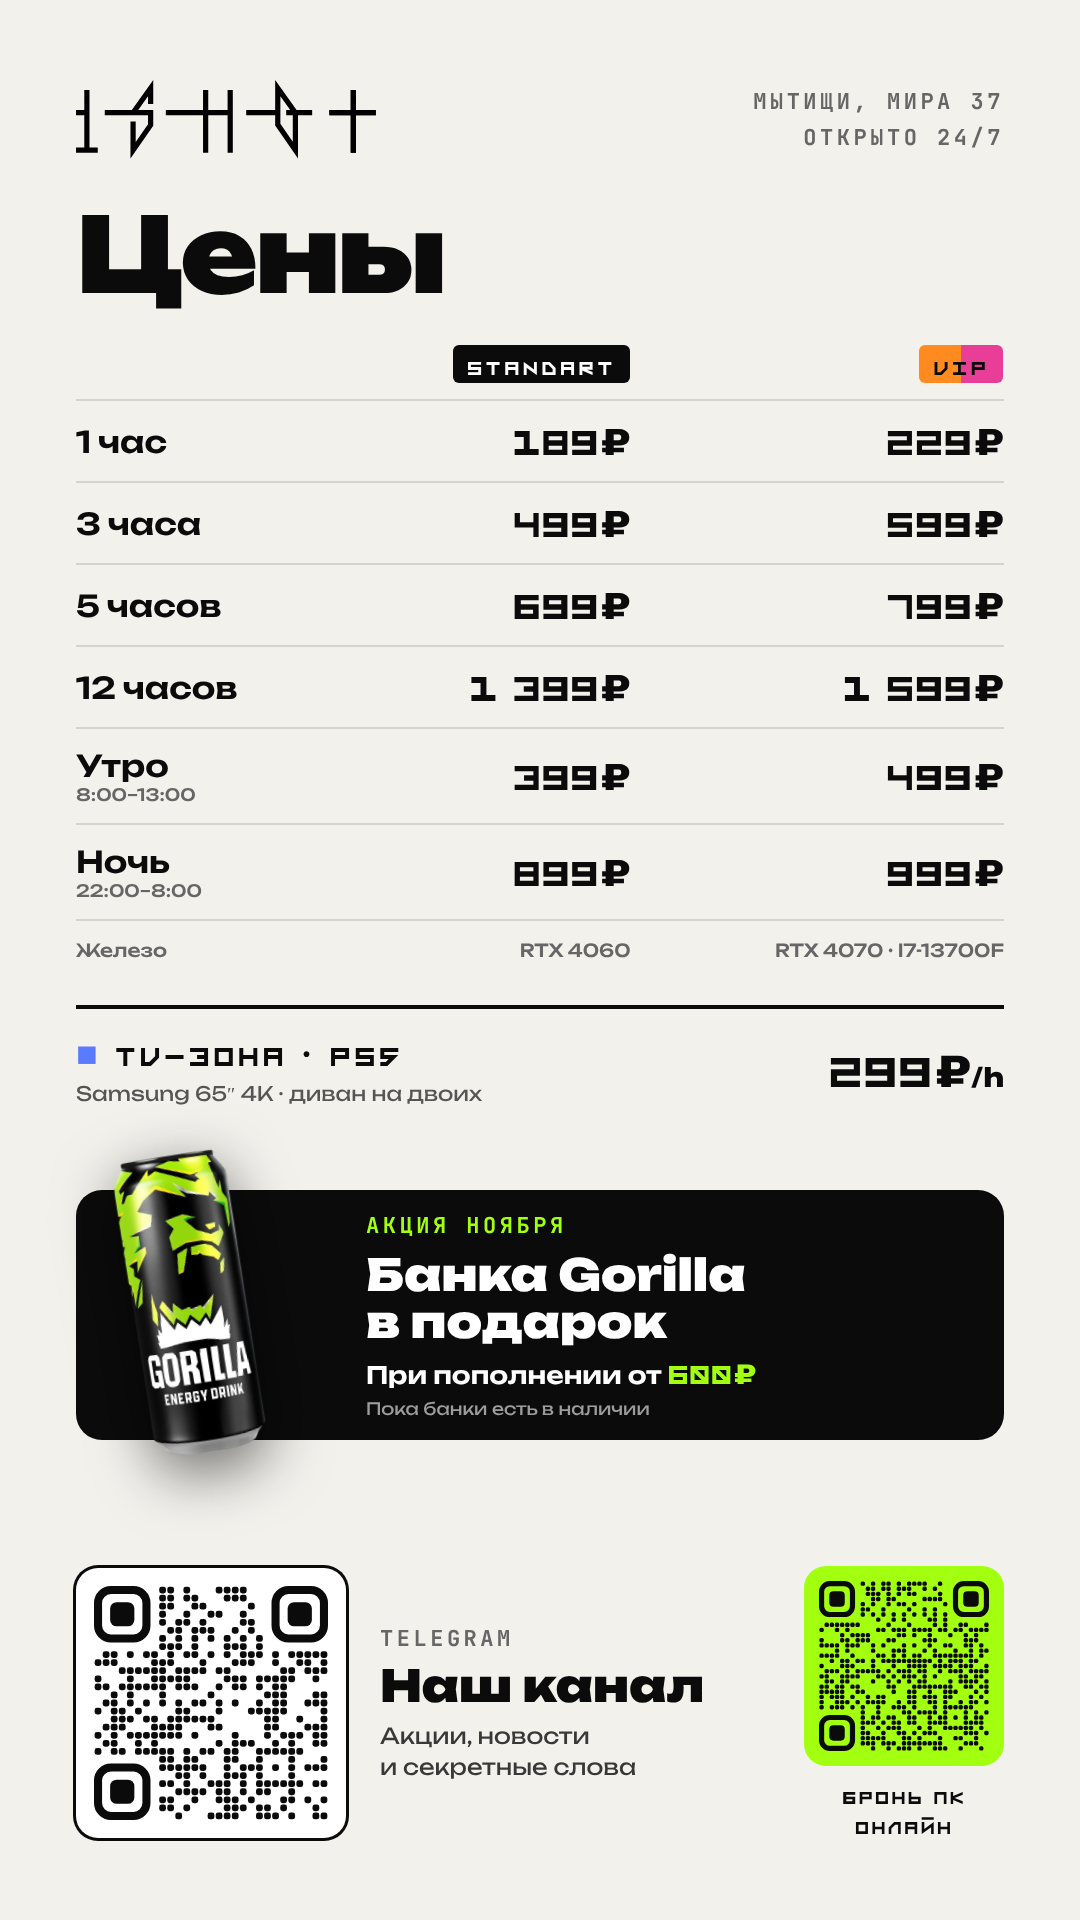 МЫТИЩИ, МИРА 37
ОТКРЫТО 24/7
Цены
STANDART VIP
1 час 189₽ 229₽
3 часа 499₽ 599₽
5 часов 699₽ 799₽
12 часов 1 399₽ 1 599₽
Утро 399₽ 499₽
8:00–13:00
Ночь 899₽ 999₽
22:00–8:00
Железо RTX 4060 RTX 4070 · I7-13700F
TV–ЗОНА · PS5 299₽/h
Samsung 65″ 4K · диван на двоих
GORILLA
ENERGY DRINK
АКЦИЯ НОЯБРЯ
Банка Gorilla
в подарок
При пополнении от 600₽
Пока банки есть в наличии
TELEGRAM
Наш канал
Акции, новости
и секретные слова
БРОНЬ ПК
ОНЛАЙН